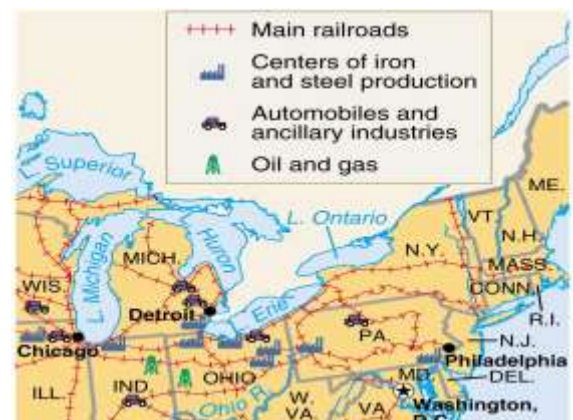 Main railroads
Centers of iron
and steel production
Automobiles and
ancillary industries
Oil and gas
L. Superior
ME.
L. Ontario
VT.
Huron
N.H.
N.Y.
L. Michigan
MICH.
MASS.
WIS.
CONN.
Erie
Detroit
R.I.
PA.
N.J.
Chicago
Philadelphia
OHIO
MD.
DEL.
ILL.
IND.
Ohio R.
W.
VA.
VA.
Washington,
D.C.